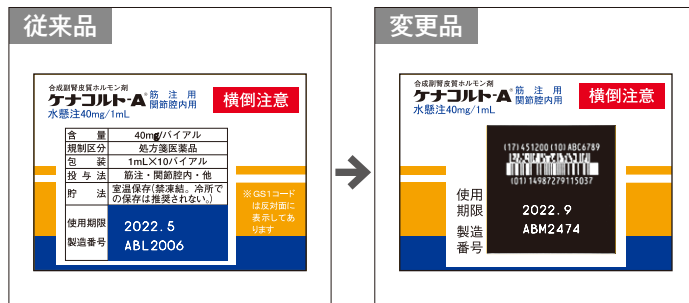 従来品
合成副腎皮質ホルモン剤
ケナコルト-A® 筋注用 関節腔内用
水懸注40mg/1mL
横倒注意
含量 40mg/バイアル
規制区分 処方箋医薬品
包装 1mL×10バイアル
投与法 筋注・関節腔内・他
貯法 室温保存(禁凍結。冷所で
の保存は推奨されない。)
使用期限 2022.5
製造番号 ABL2006
※GS1コード
は反対面に
表示してあ
ります
変更品
合成副腎皮質ホルモン剤
ケナコルト-A® 筋注用 関節腔内用
水懸注40mg/1mL
横倒注意
(17)451200(10)ABC6789
(01)14987279115037
使用
期限 2022.9
製造
番号 ABM2474